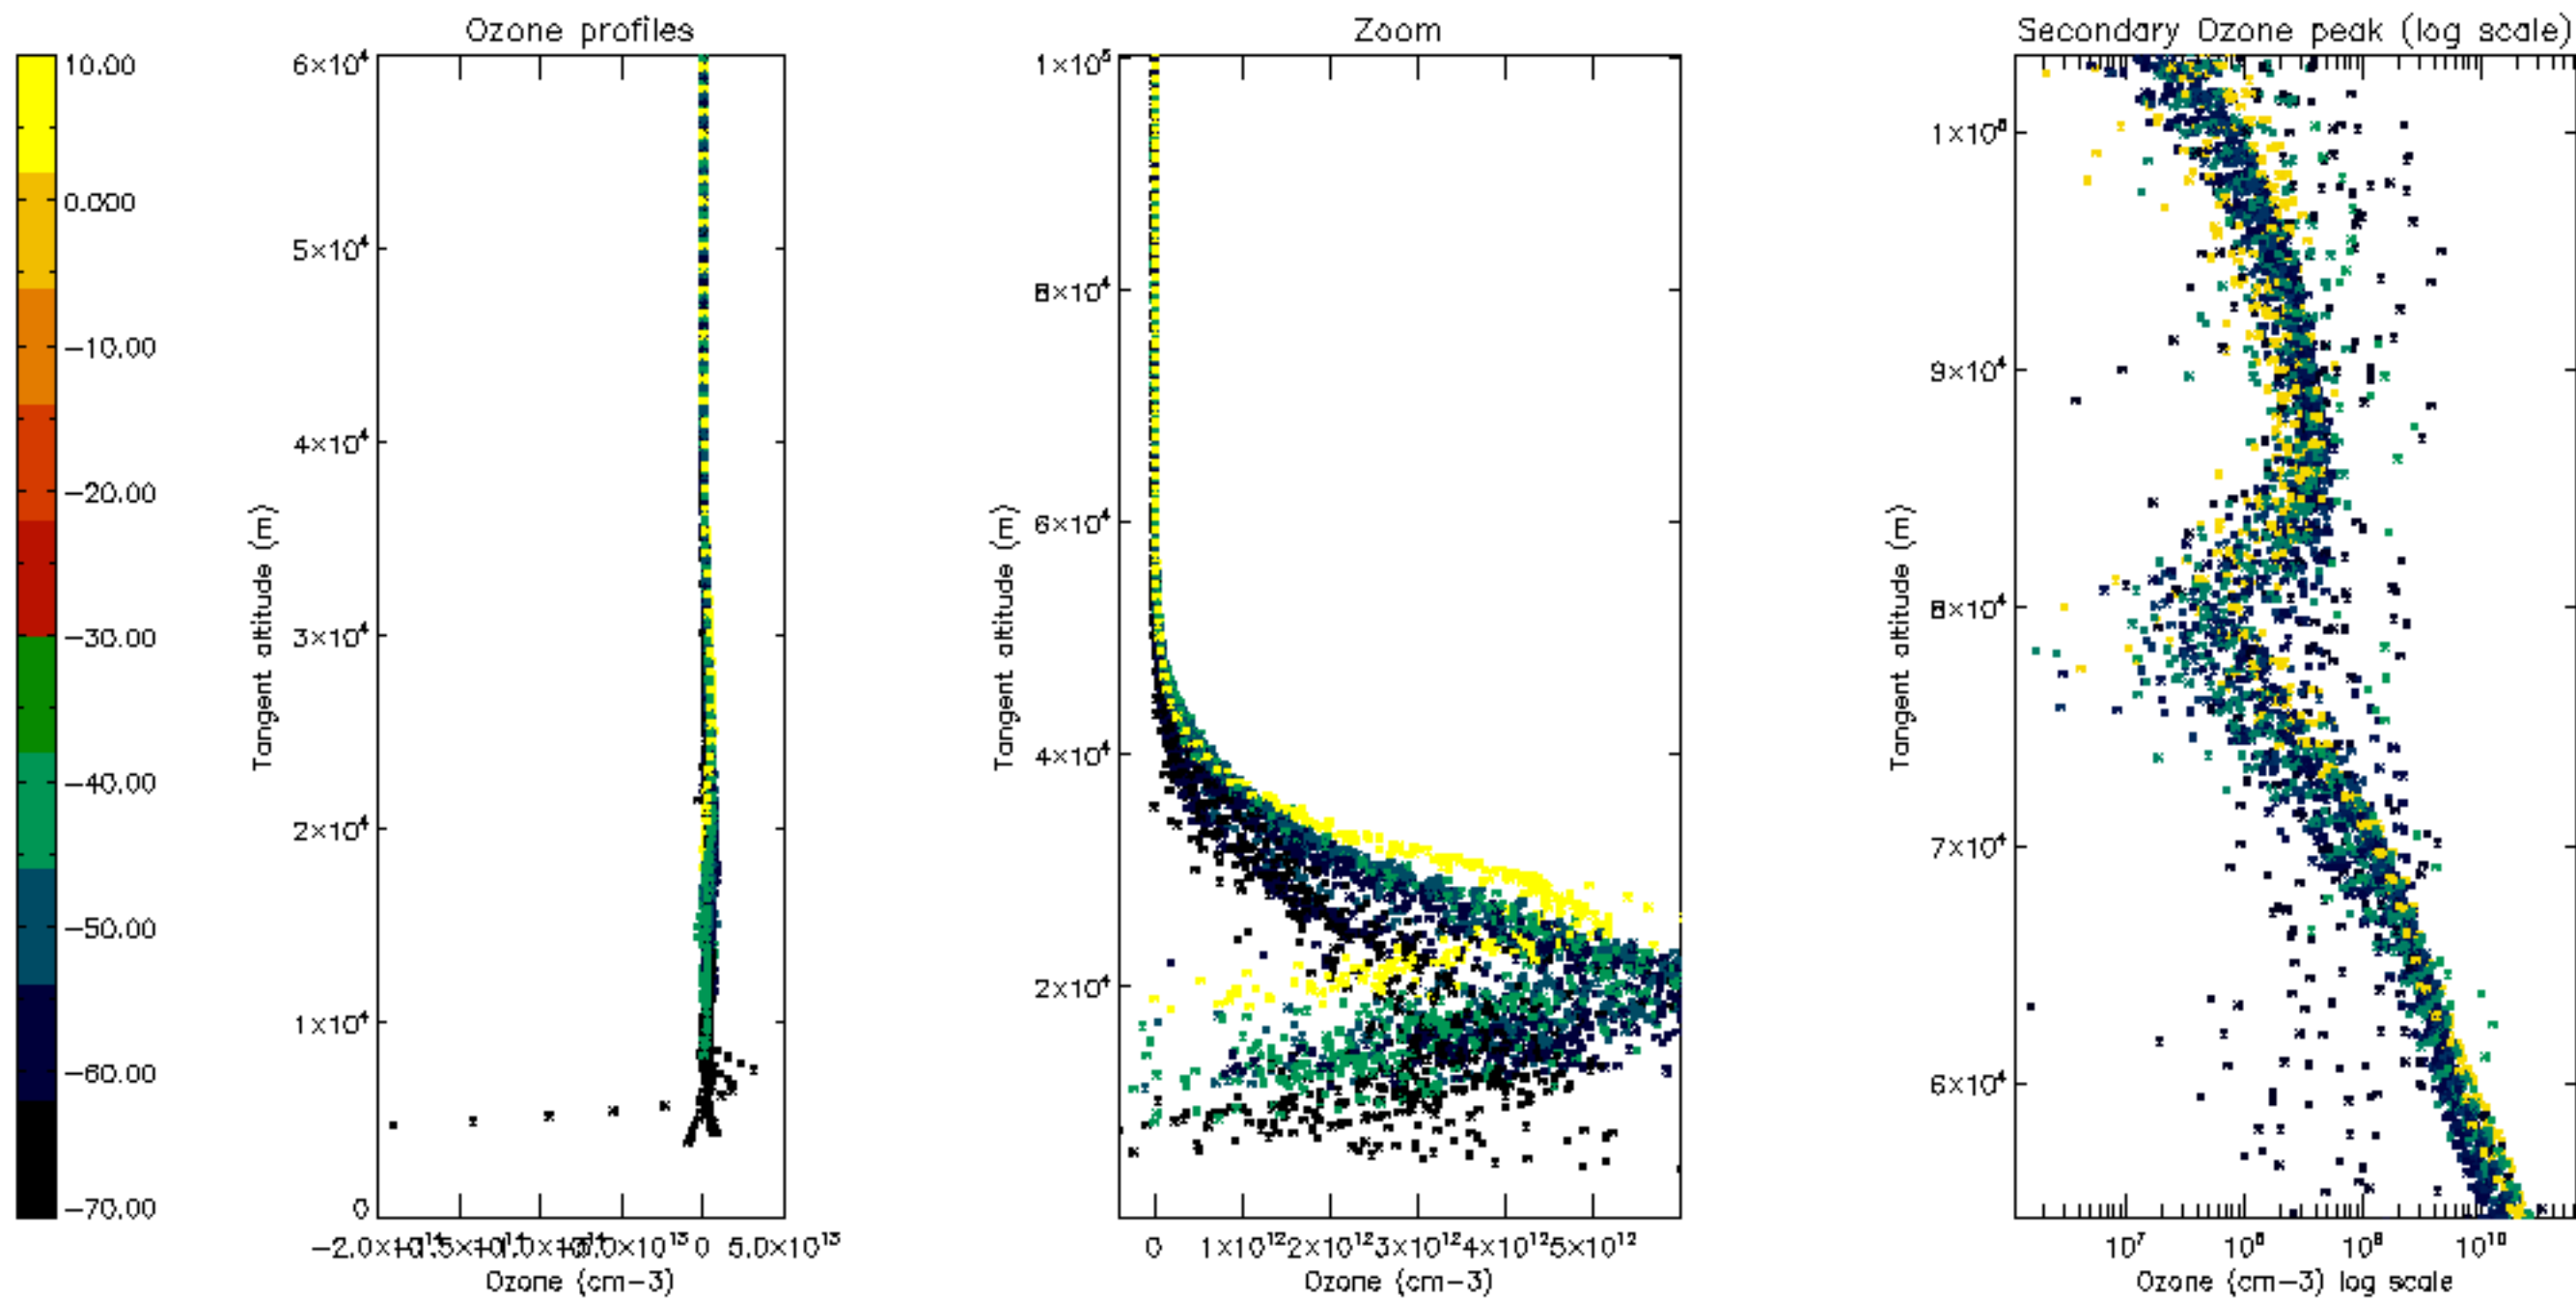 Ozone profiles
Zoom
Secondary Ozone peak (log scale)
10.00
0.000
−10.00
−20.00
−30.00
−40.00
−50.00
−60.00
−70.00
Tangent altitude (m)
6×10⁴
5×10⁴
4×10⁴
3×10⁴
2×10⁴
1×10⁴
0
0 5.0×10¹³
Ozone (cm−3)
Tangent altitude (m)
1×10⁵
8×10⁴
6×10⁴
4×10⁴
2×10⁴
0 1×10¹² 2×10¹² 3×10¹² 4×10¹² 5×10¹²
Ozone (cm−3)
Tangent altitude (m)
9×10⁴
8×10⁴
7×10⁴
6×10⁴
10⁷ 10⁸ 10⁹ 10¹⁰
Ozone (cm−3) log scale